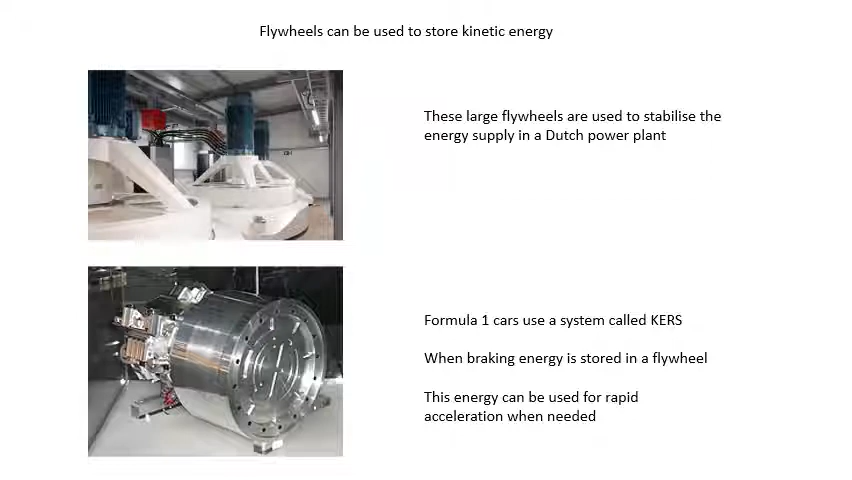 Flywheels can be used to store kinetic energy
These large flywheels are used to stabilise the
energy supply in a Dutch power plant
Formula 1 cars use a system called KERS
When braking energy is stored in a flywheel
This energy can be used for rapid
acceleration when needed